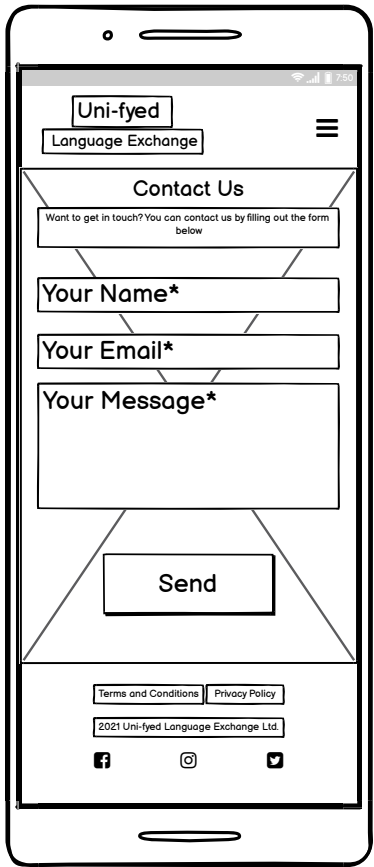 7:50
Uni-fyed
Language Exchange
Contact Us
Want to get in touch? You can contact us by filling out the form
below
Your Name*
Your Email*
Your Message*
Send
Terms and Conditions Privacy Policy
2021 Uni-fyed Language Exchange Ltd.